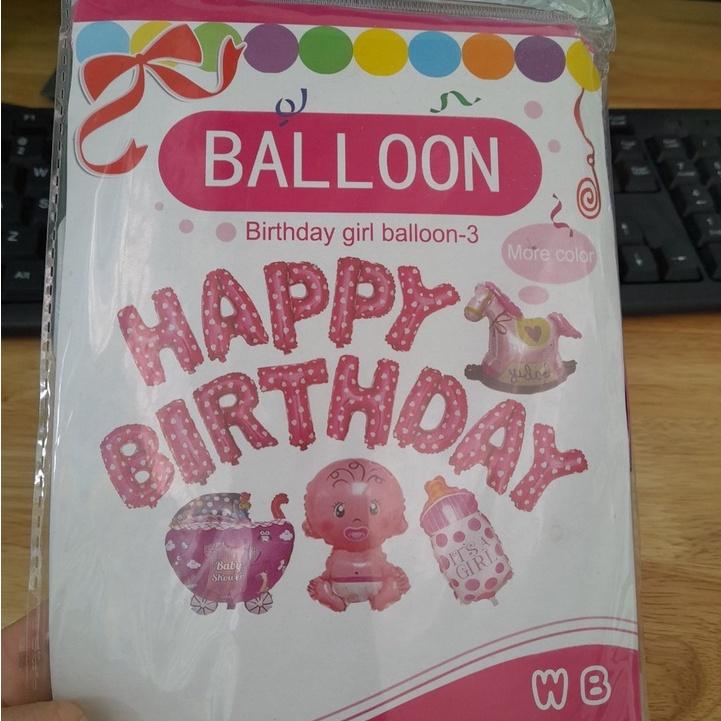 BALLOON
Birthday girl balloon-3
More color
HAPPY
BIRTHDAY
Baby
Shower
IT'S A
GIRL
W B